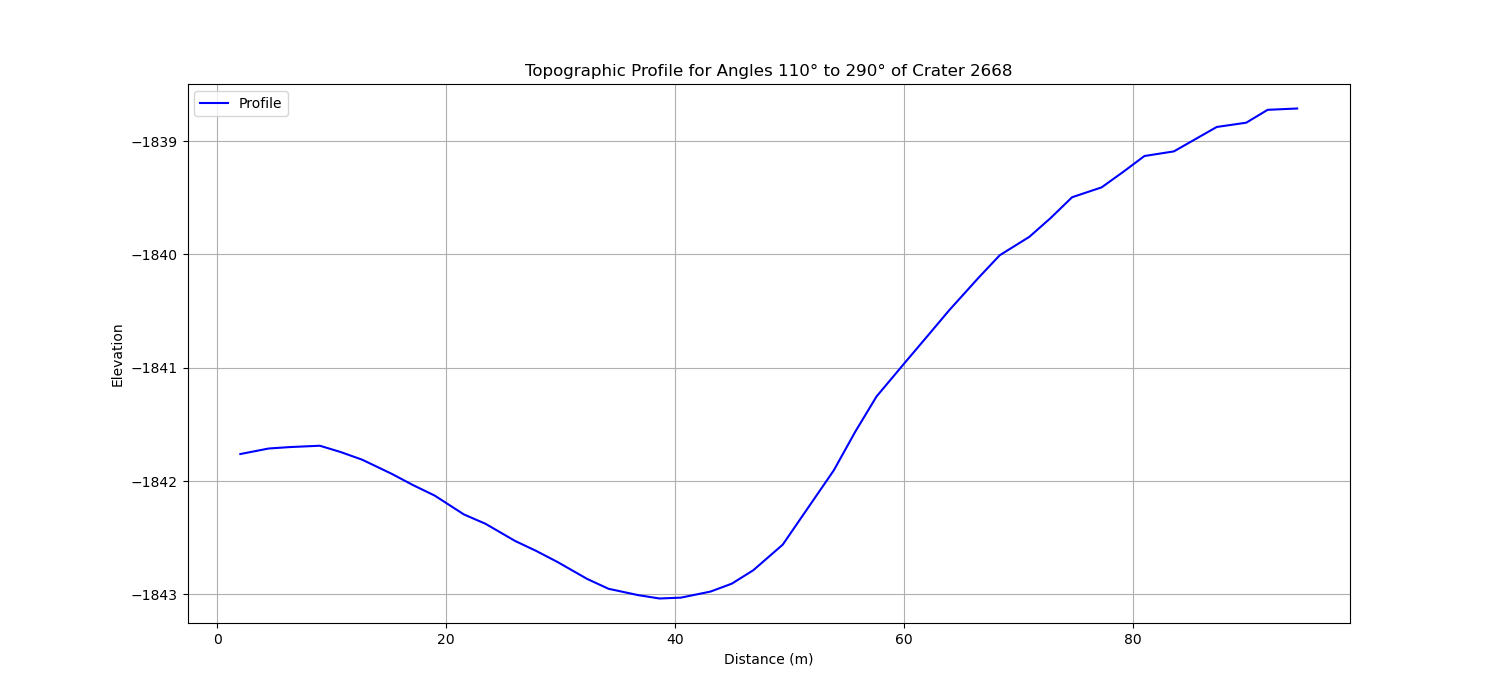 Topographic Profile for Angles 110° to 290° of Crater 2668
Profile
−1839
−1840
−1841
−1842
−1843
Elevation
0
20
40
60
80
Distance (m)